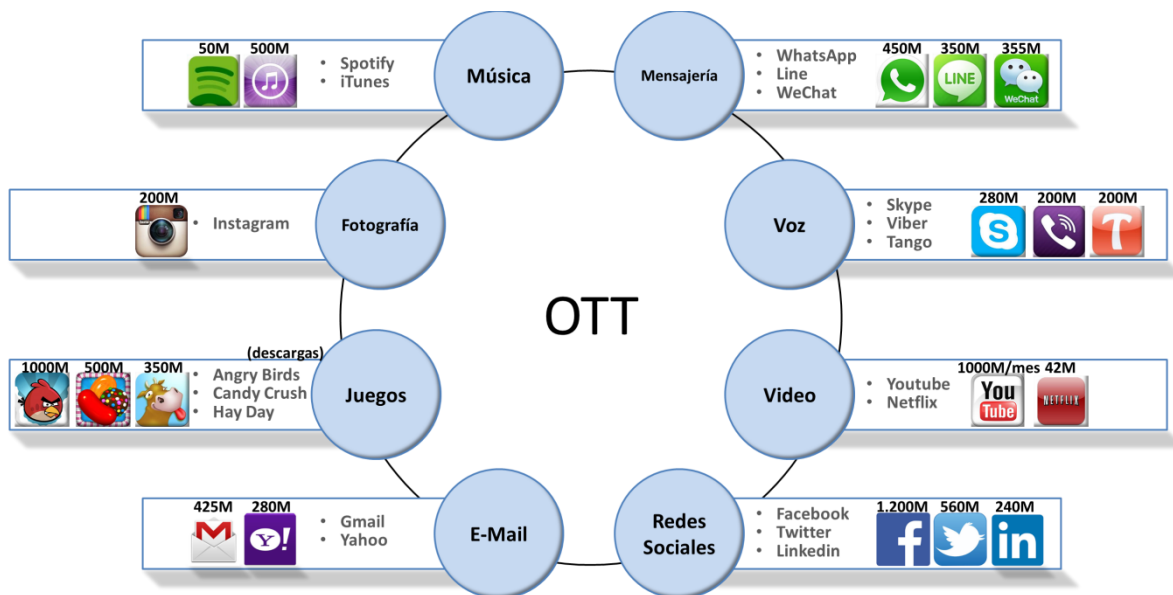 50M 500M
• Spotify
• iTunes
Música
Mensajería
• WhatsApp
• Line
• WeChat
450M 350M 355M
LINE
WeChat
200M
• Instagram
Fotografía
Voz
• Skype
• Viber
• Tango
280M 200M 200M
OTT
(descargas)
1000M 500M 350M
• Angry Birds
• Candy Crush
• Hay Day
Juegos
Video
• Youtube
• Netflix
1000M/mes 42M
You
Tube
NETFLIX
425M 280M
Y!
• Gmail
• Yahoo
E-Mail
Redes
Sociales
• Facebook
• Twitter
• Linkedin
1.200M 560M 240M
f
in